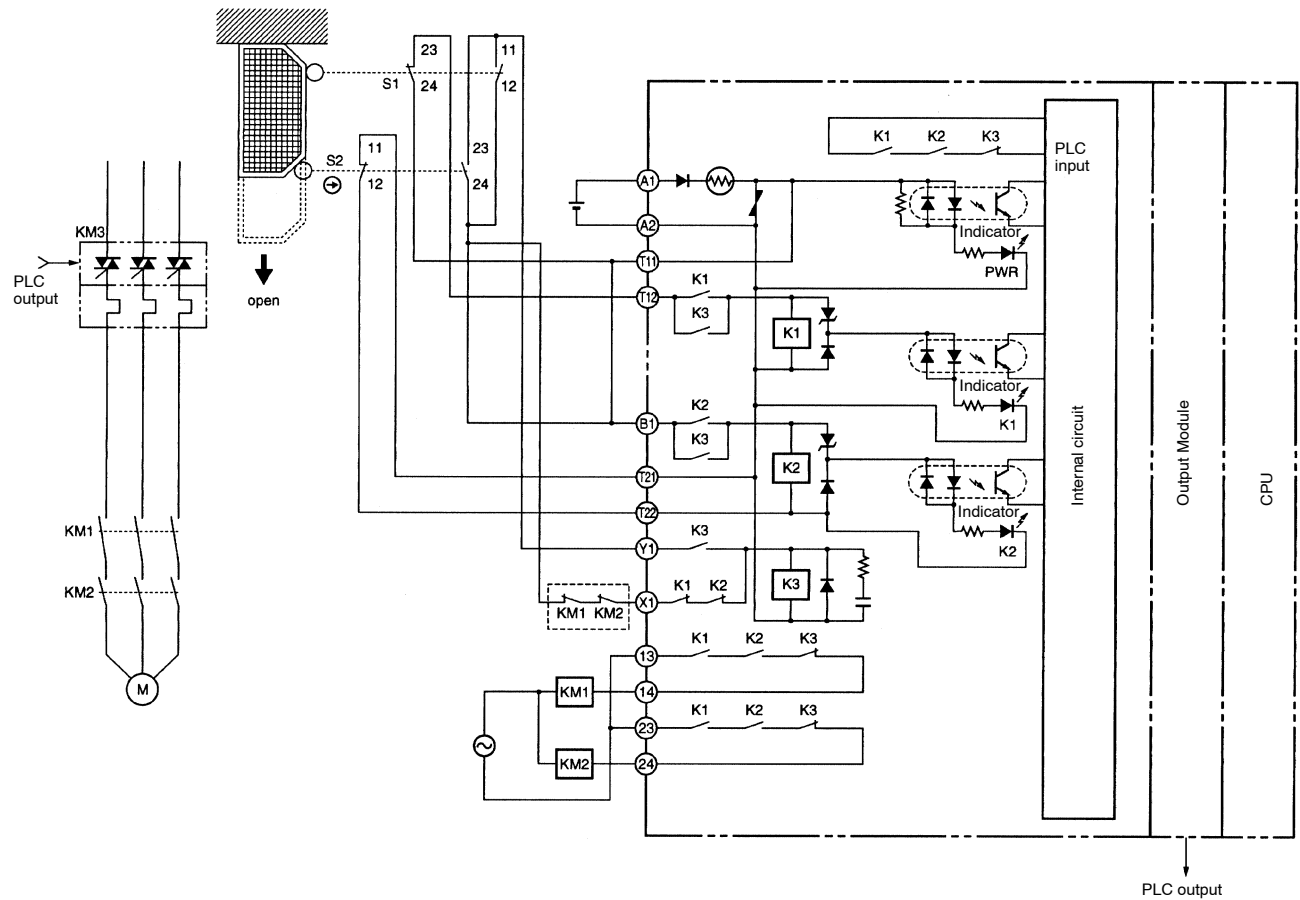 23
11
S1
24
12
S2
11
12
23
24
KM3
PLC
output
open
A1
A2
T11
T12
B1
T21
T22
Y1
X1
13
14
23
24
K1 K2 K3
PLC
input
Indicator
PWR
K1
K3
K1
Indicator
K1
K2
K3
K2
Indicator
K2
K3
K3
K1 K2
KM1 KM2
K1 K2 K3
KM1
K1 K2 K3
KM2
KM1
KM2
M
Internal circuit
Output Module
CPU
PLC output